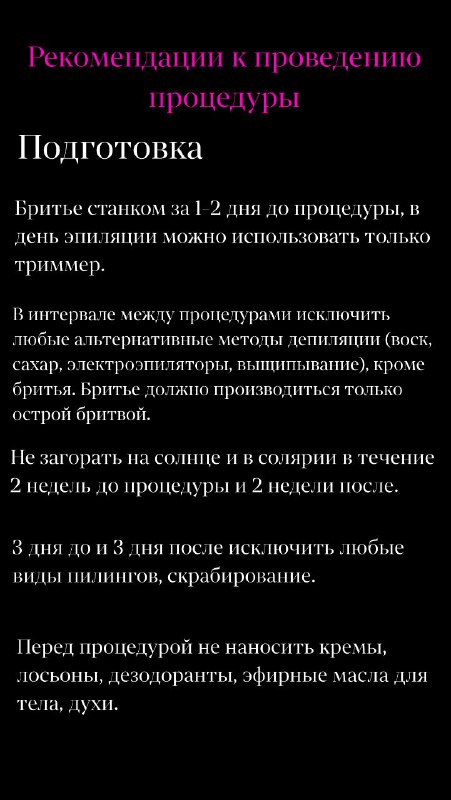 Рекомендации к проведению
процедуры
Подготовка
Бритье станком за 1-2 дня до процедуры, в
день эпиляции можно использовать только
триммер.
В интервале между процедурами исключить
любые альтернативные методы депиляции (воск,
сахар, электроэпиляторы, выщипывание), кроме
бритья. Бритье должно производиться только
острой бритвой.
Не загорать на солнце и в солярии в течение
2 недель до процедуры и 2 недели после.
3 дня до и 3 дня после исключить любые
виды пилингов, скрабирование.
Перед процедурой не наносить кремы,
лосьоны, дезодоранты, эфирные масла для
тела, духи.